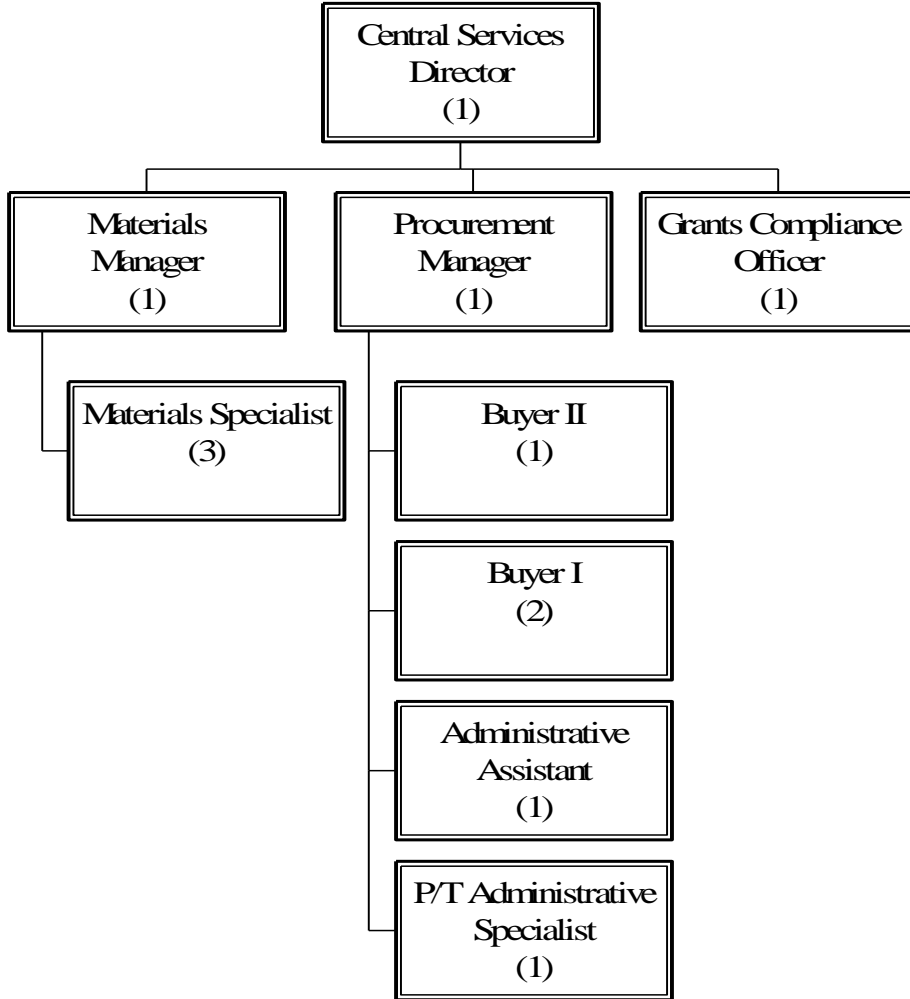 Central Services
Director
(1)
Materials
Manager
(1)
Procurement
Manager
(1)
Grants Compliance
Officer
(1)
Materials Specialist
(3)
Buyer II
(1)
Buyer I
(2)
Administrative
Assistant
(1)
P/T Administrative
Specialist
(1)